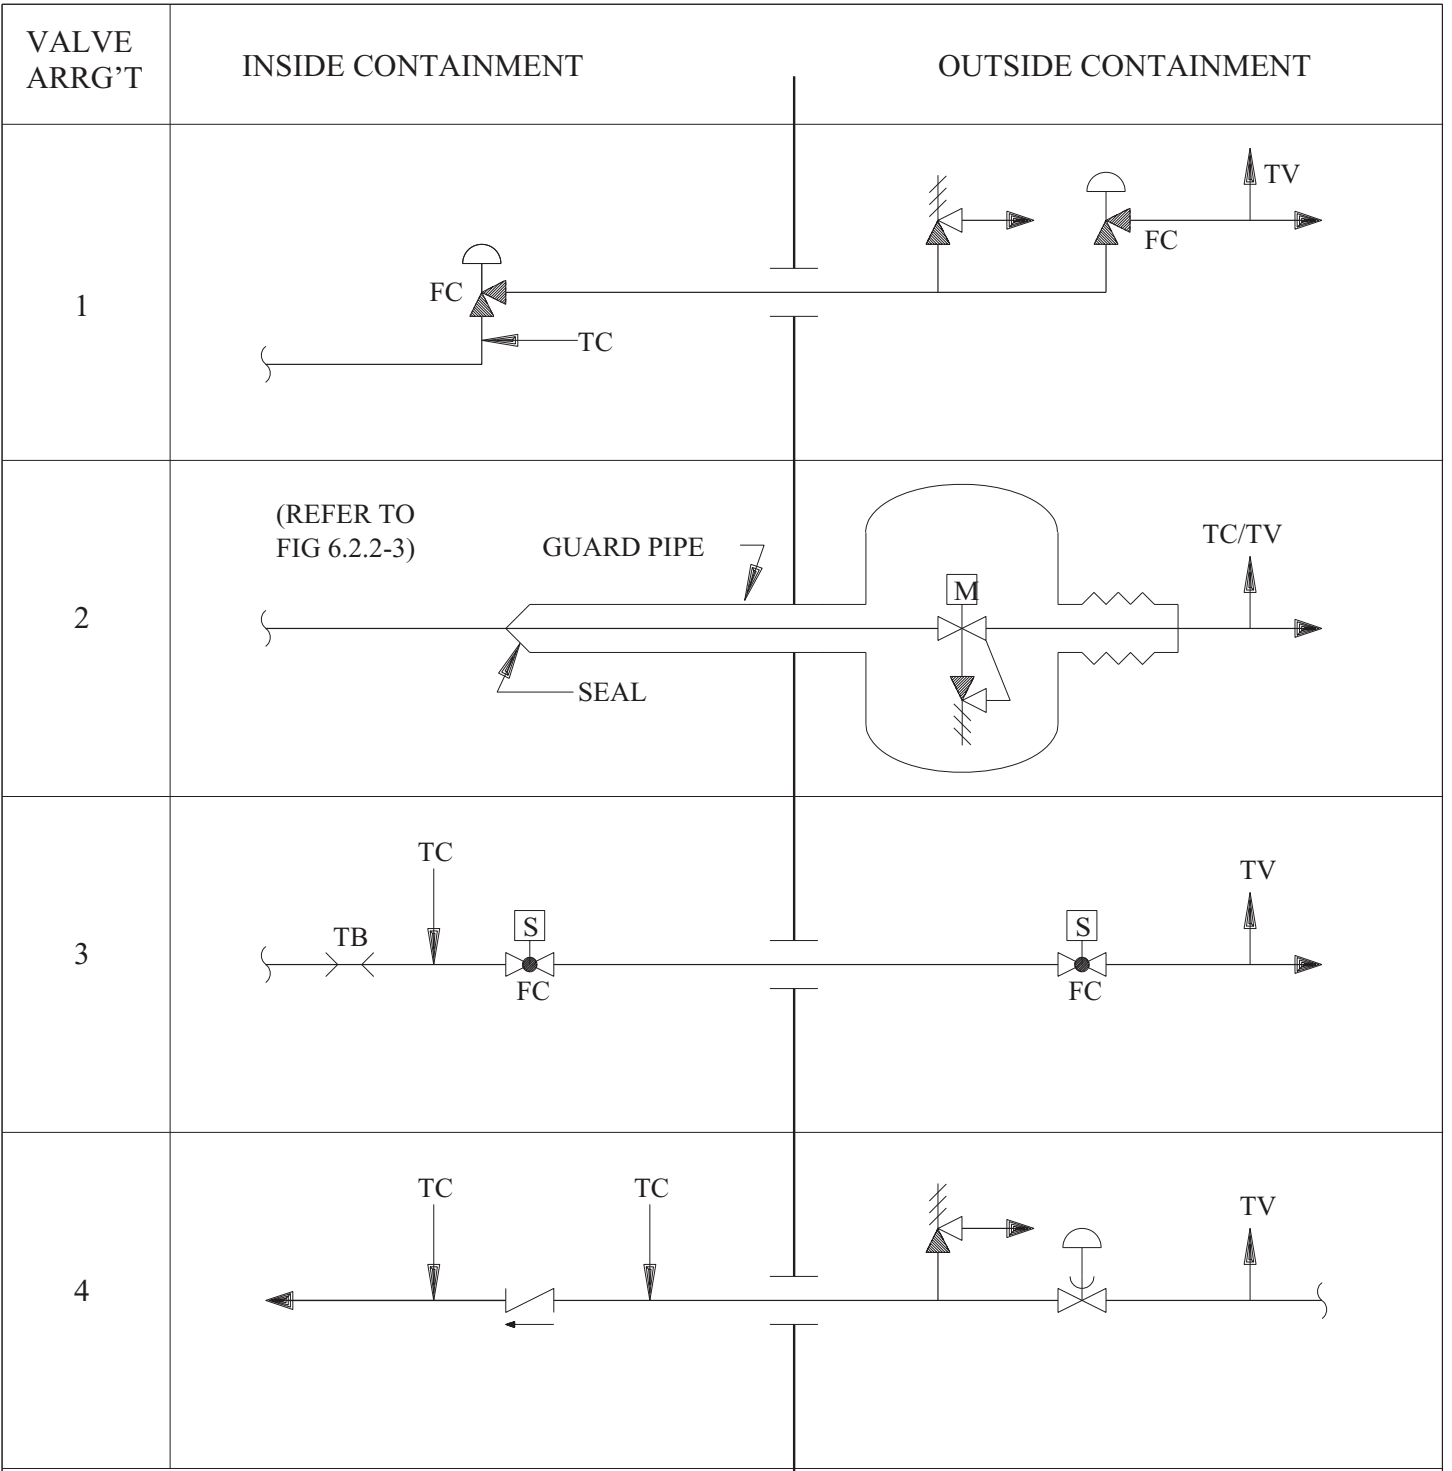 VALVE
ARRG'T
INSIDE CONTAINMENT
OUTSIDE CONTAINMENT
1
FC
TC
TV
FC
2
(REFER TO
FIG 6.2.2-3)
GUARD PIPE
SEAL
M
TC/TV
3
TB
TC
S
FC
S
FC
TV
4
TC
TC
TV